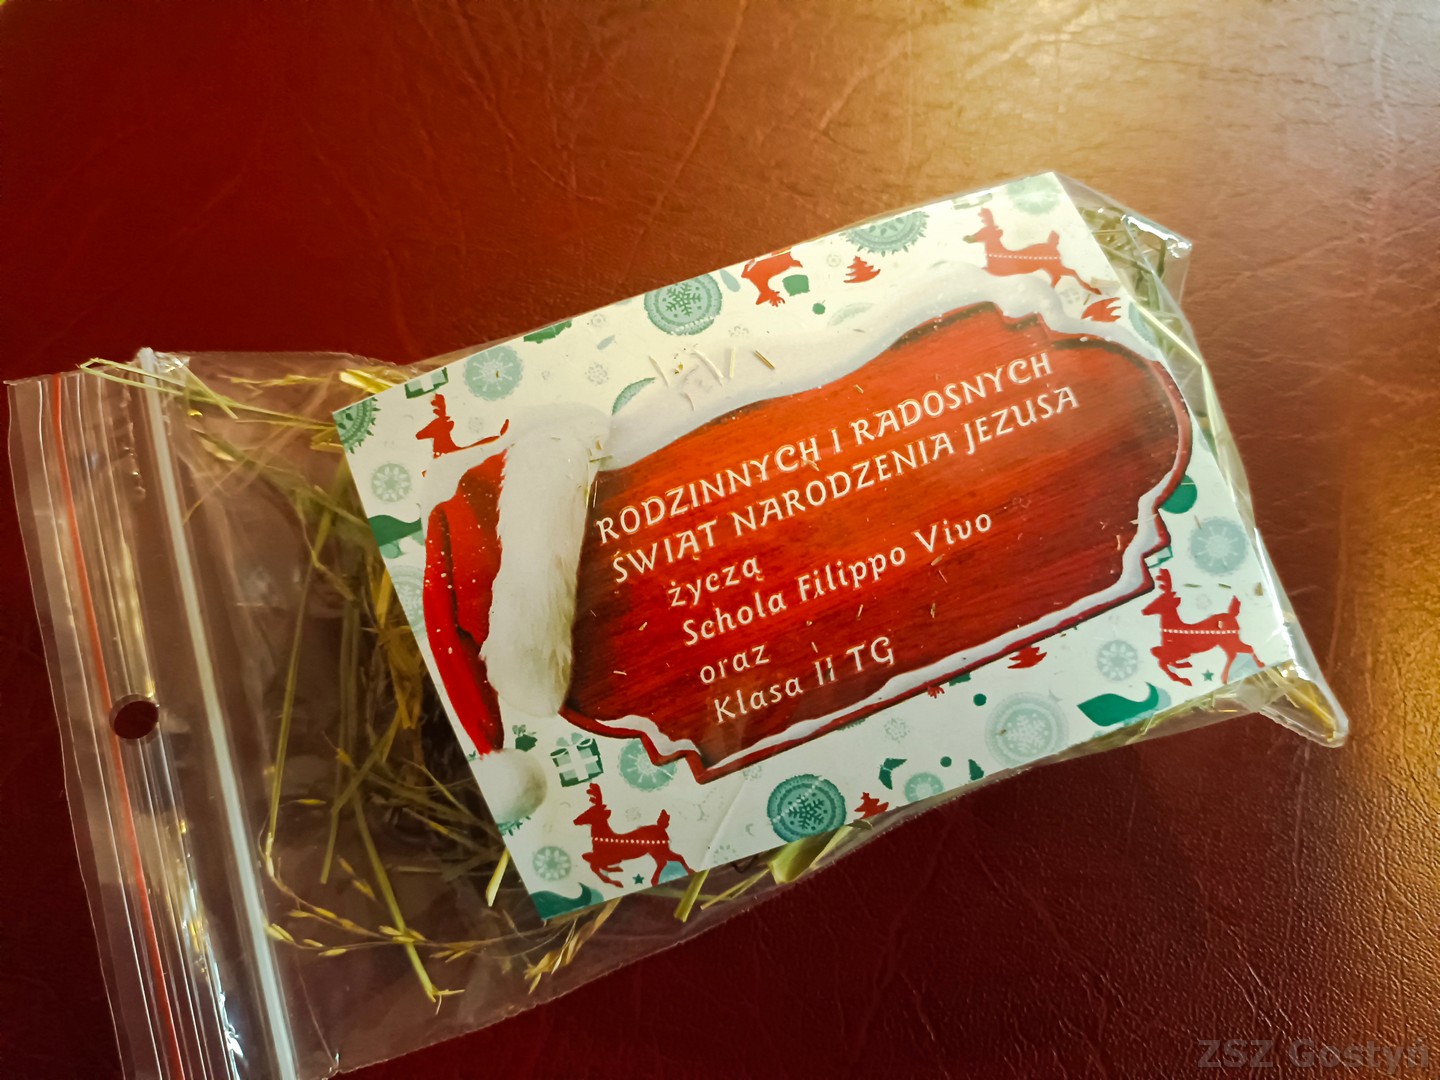 RODZINNYCH I RADOSNYCH
ŚWIĄT NARODZENIA JEZUSA
życzą
Schola Filippo Vivo
oraz
Klasa II TG
ZSZ Gostyń